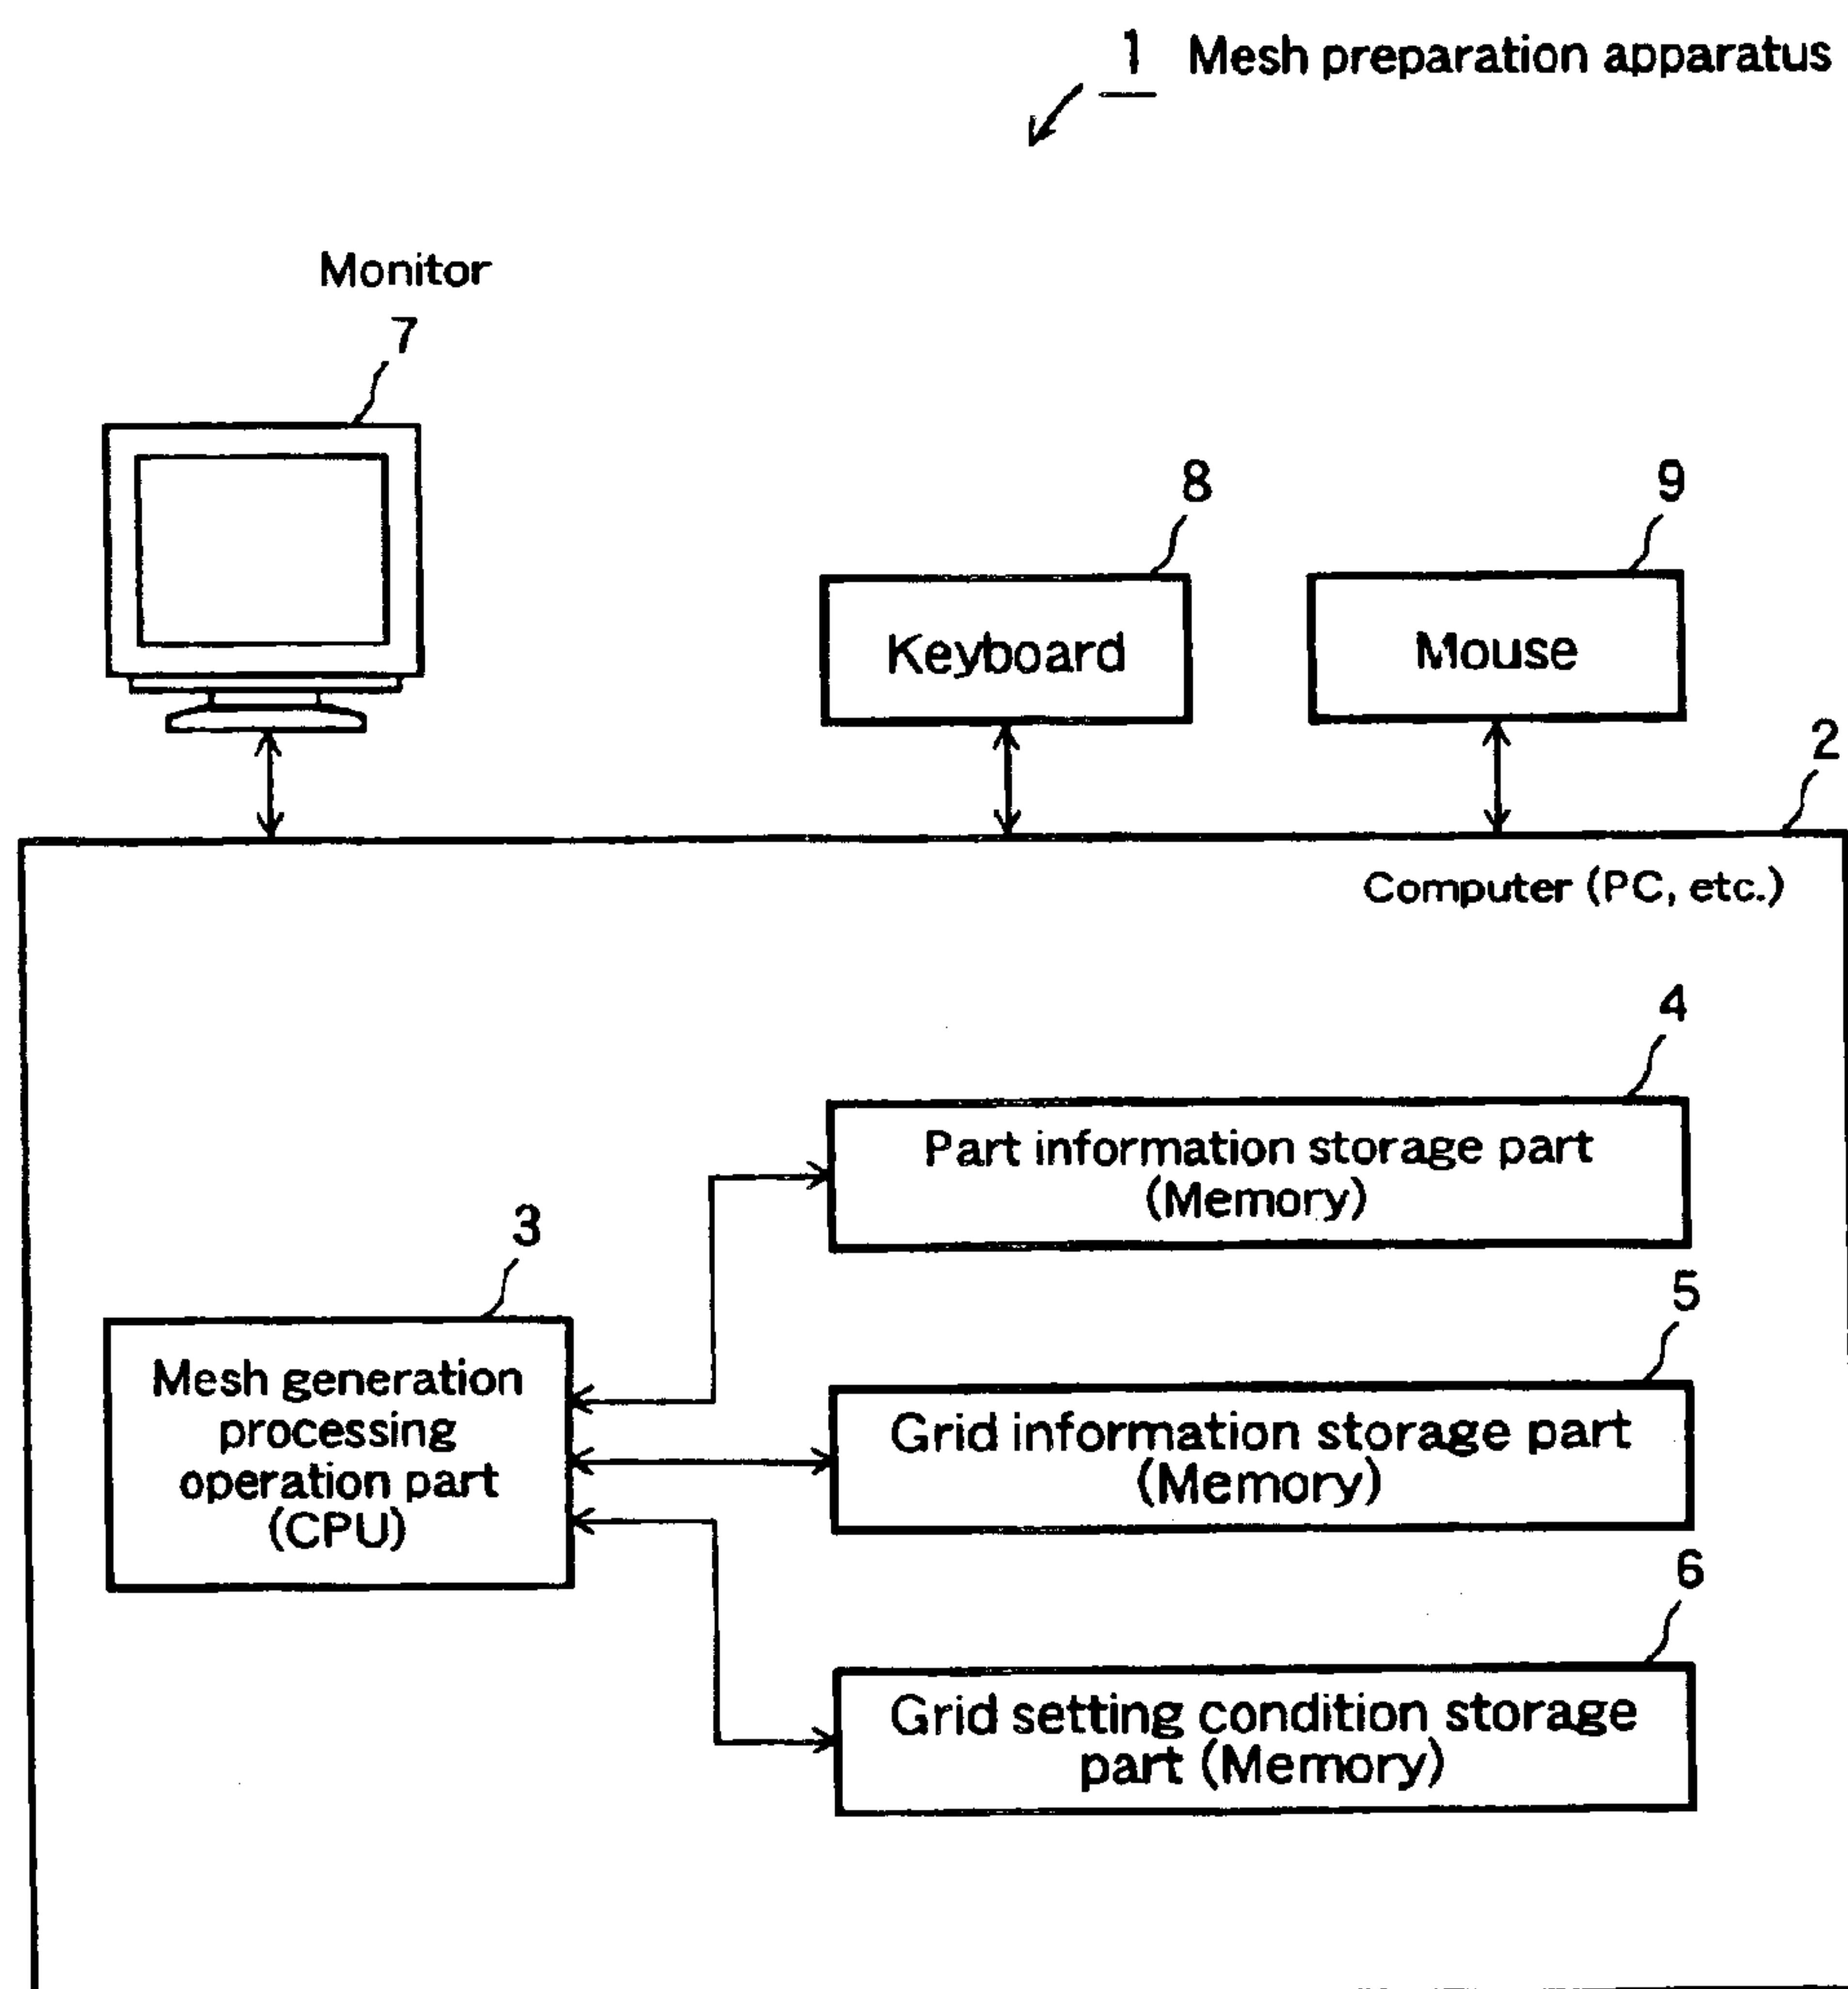 1 Mesh preparation apparatus
Monitor
7
8
9
Keyboard
Mouse
2
Computer (PC, etc.)
4
Part information storage part
(Memory)
3
Mesh generation
processing
operation part
(CPU)
5
Grid information storage part
(Memory)
6
Grid setting condition storage
part (Memory)